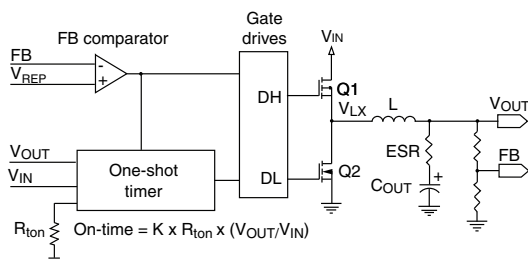 FB comparator
Gate
drives
VIN
FB
VREP
-
+
DH
Q1
VLX
L
VOUT
ESR
FB
VOUT
VIN
One-shot
timer
DL
Q2
COUT
+
Rton
On-time = K x Rton x (VOUT/VIN)